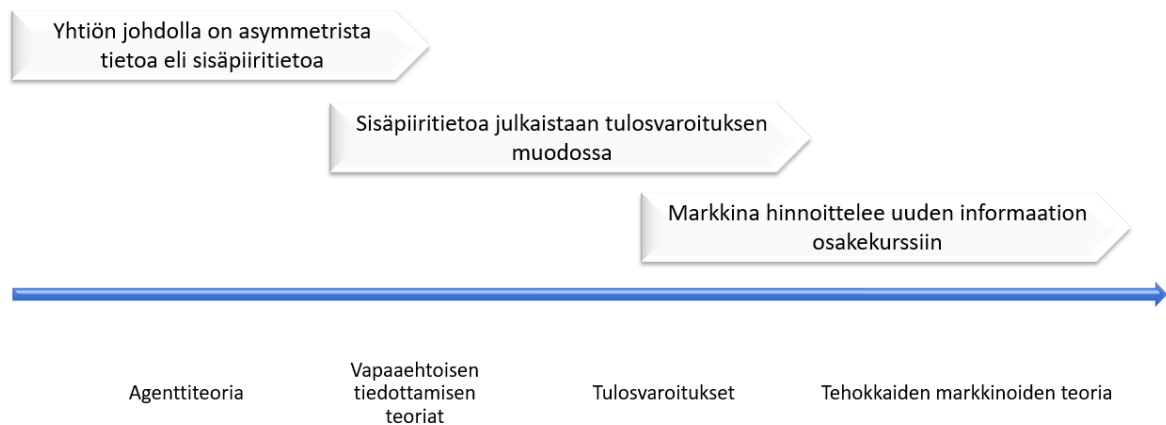 Yhtiön johdolla on asymmetrista
tietoa eli sisäpiiritietoa
Sisäpiiritietoa julkaistaan tulosvaroituksen
muodossa
Markkina hinnoittelee uuden informaation
osakekurssiin
Agenttiteoria
Vapaaehtoisen
tiedottamisen
teoriat
Tulosvaroitukset
Tehokkaiden markkinoiden teoria